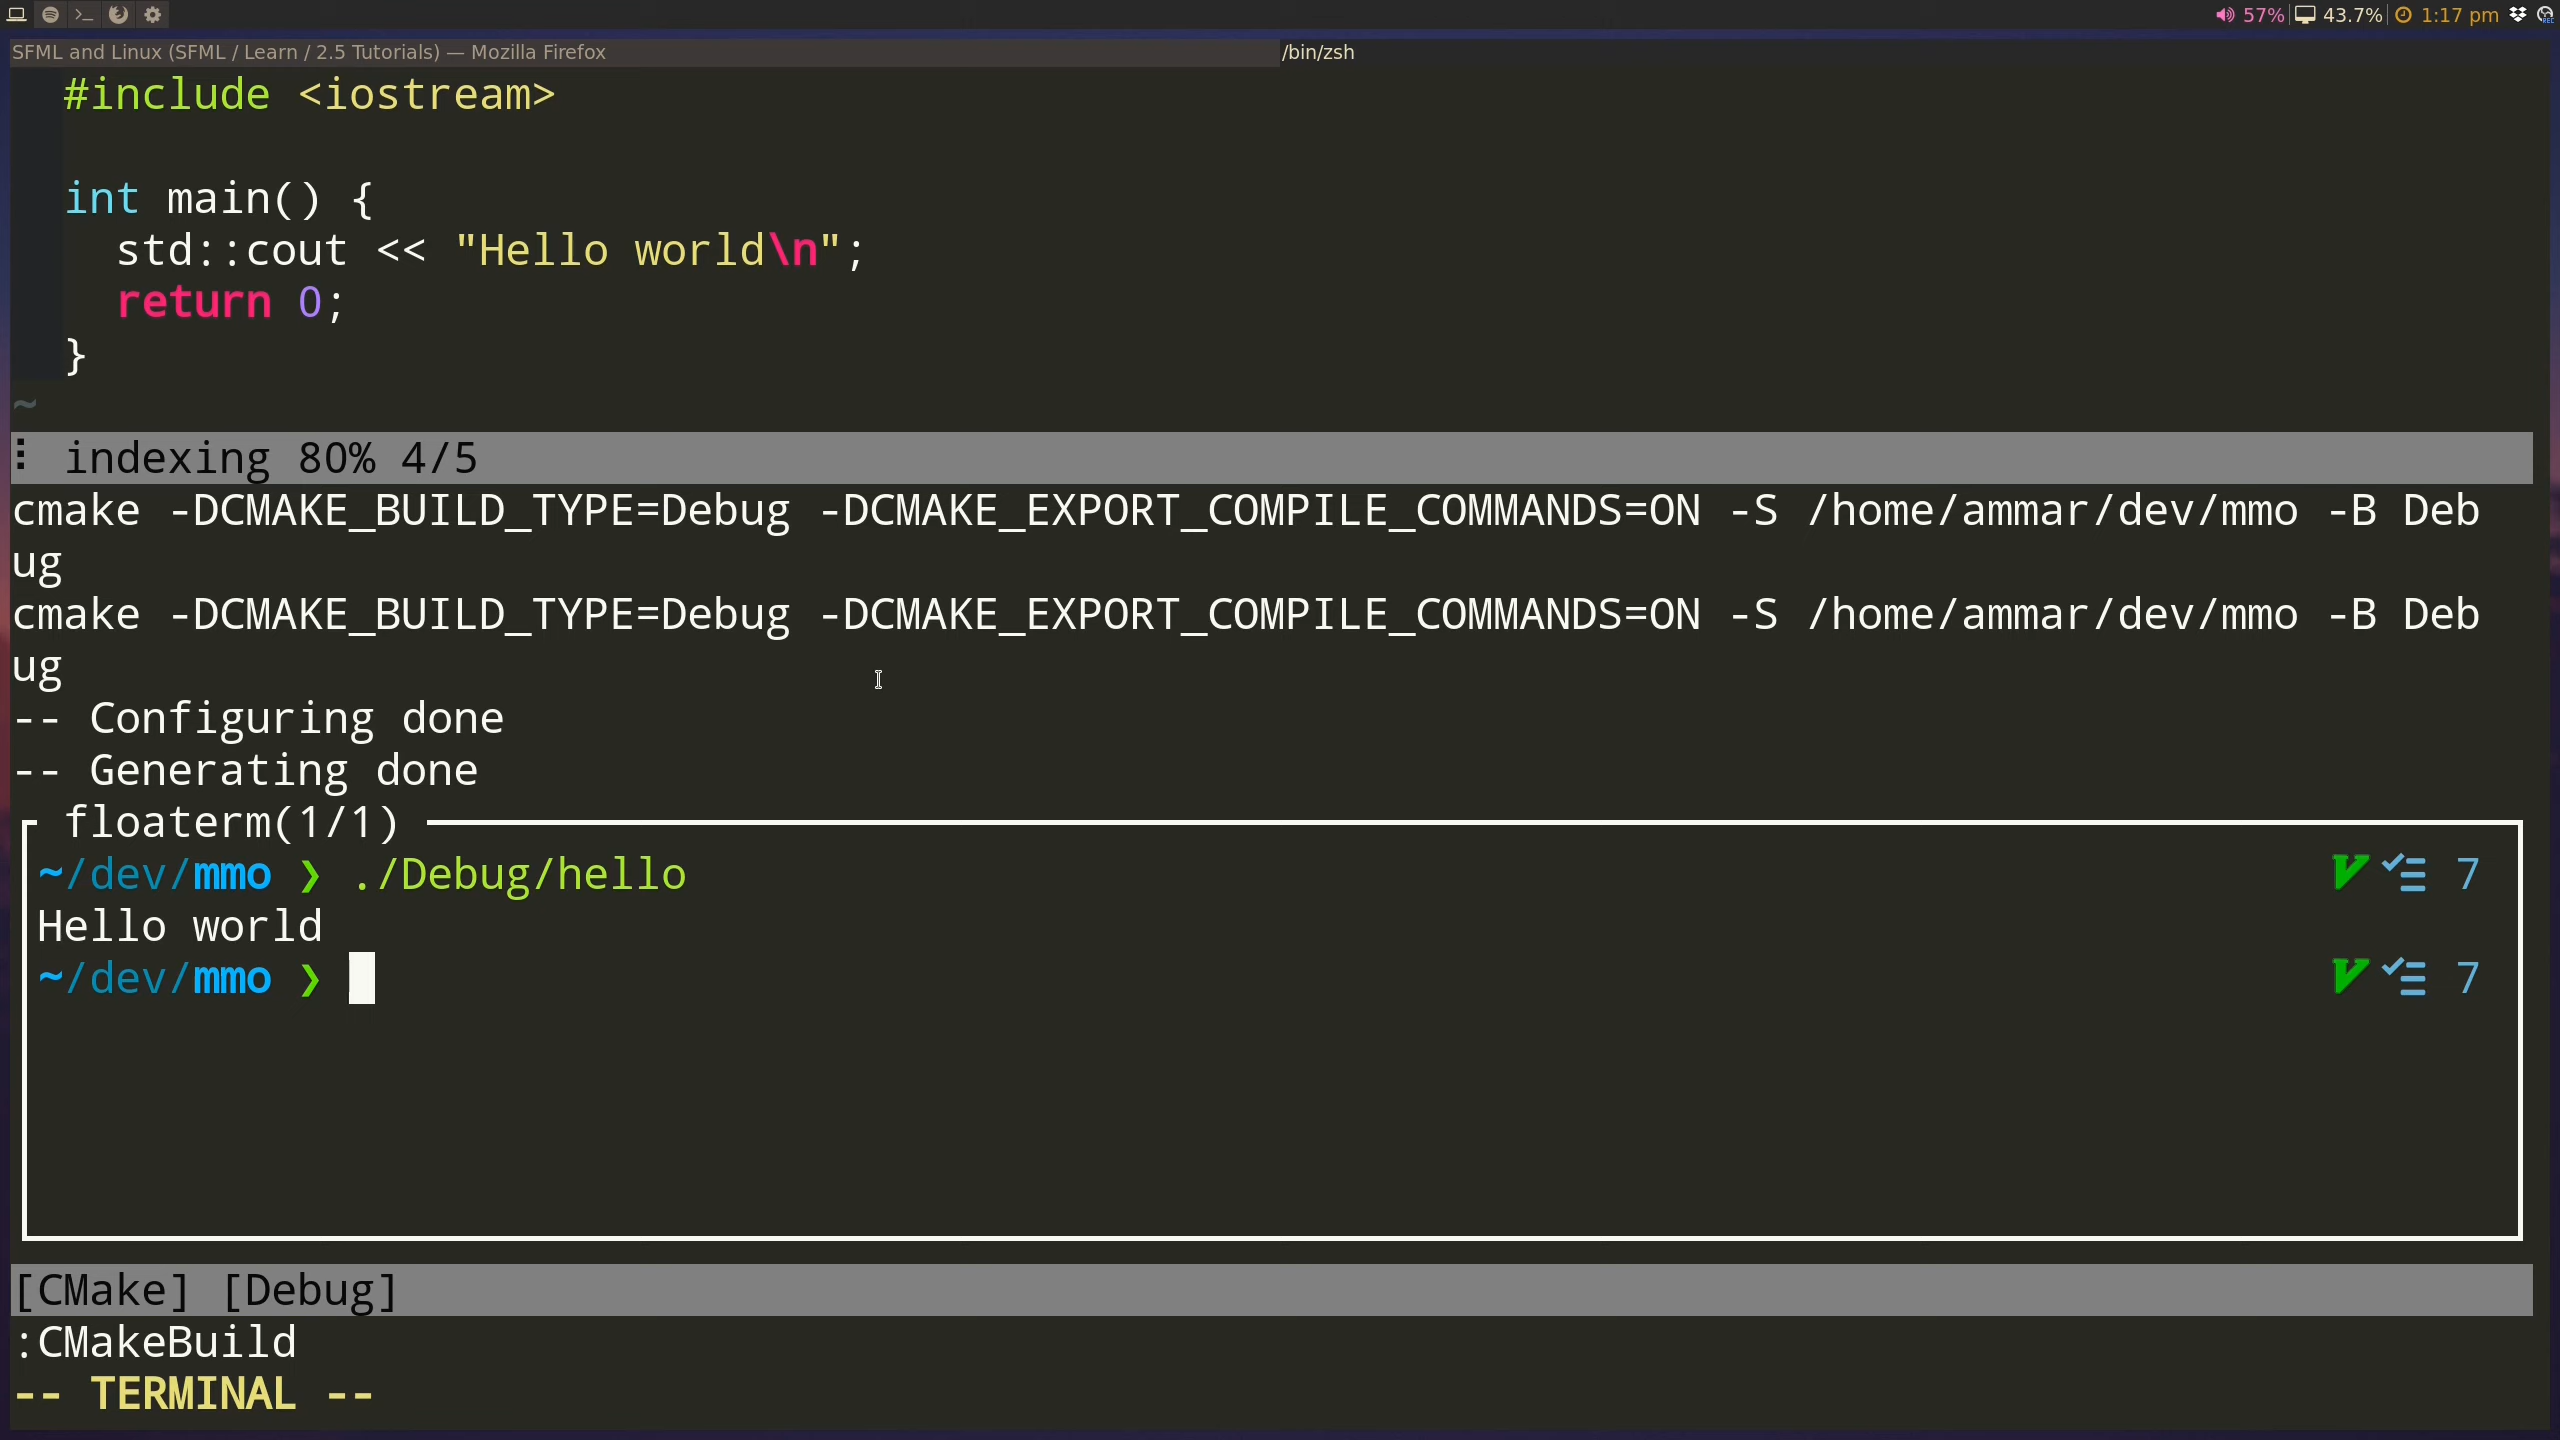 57% 43.7% 1:17 pm
SFML and Linux (SFML / Learn / 2.5 Tutorials) — Mozilla Firefox /bin/zsh
#include <iostream>
int main() {
std::cout << "Hello world\n";
return 0;
}
~
indexing 80% 4/5
cmake -DCMAKE_BUILD_TYPE=Debug -DCMAKE_EXPORT_COMPILE_COMMANDS=ON -S /home/ammar/dev/mmo -B Deb
ug
cmake -DCMAKE_BUILD_TYPE=Debug -DCMAKE_EXPORT_COMPILE_COMMANDS=ON -S /home/ammar/dev/mmo -B Deb
ug
-- Configuring done
-- Generating done
floaterm(1/1)
~/dev/mmo ❯ ./Debug/hello V 7
Hello world
~/dev/mmo ❯ V 7
[CMake] [Debug]
:CMakeBuild
-- TERMINAL --